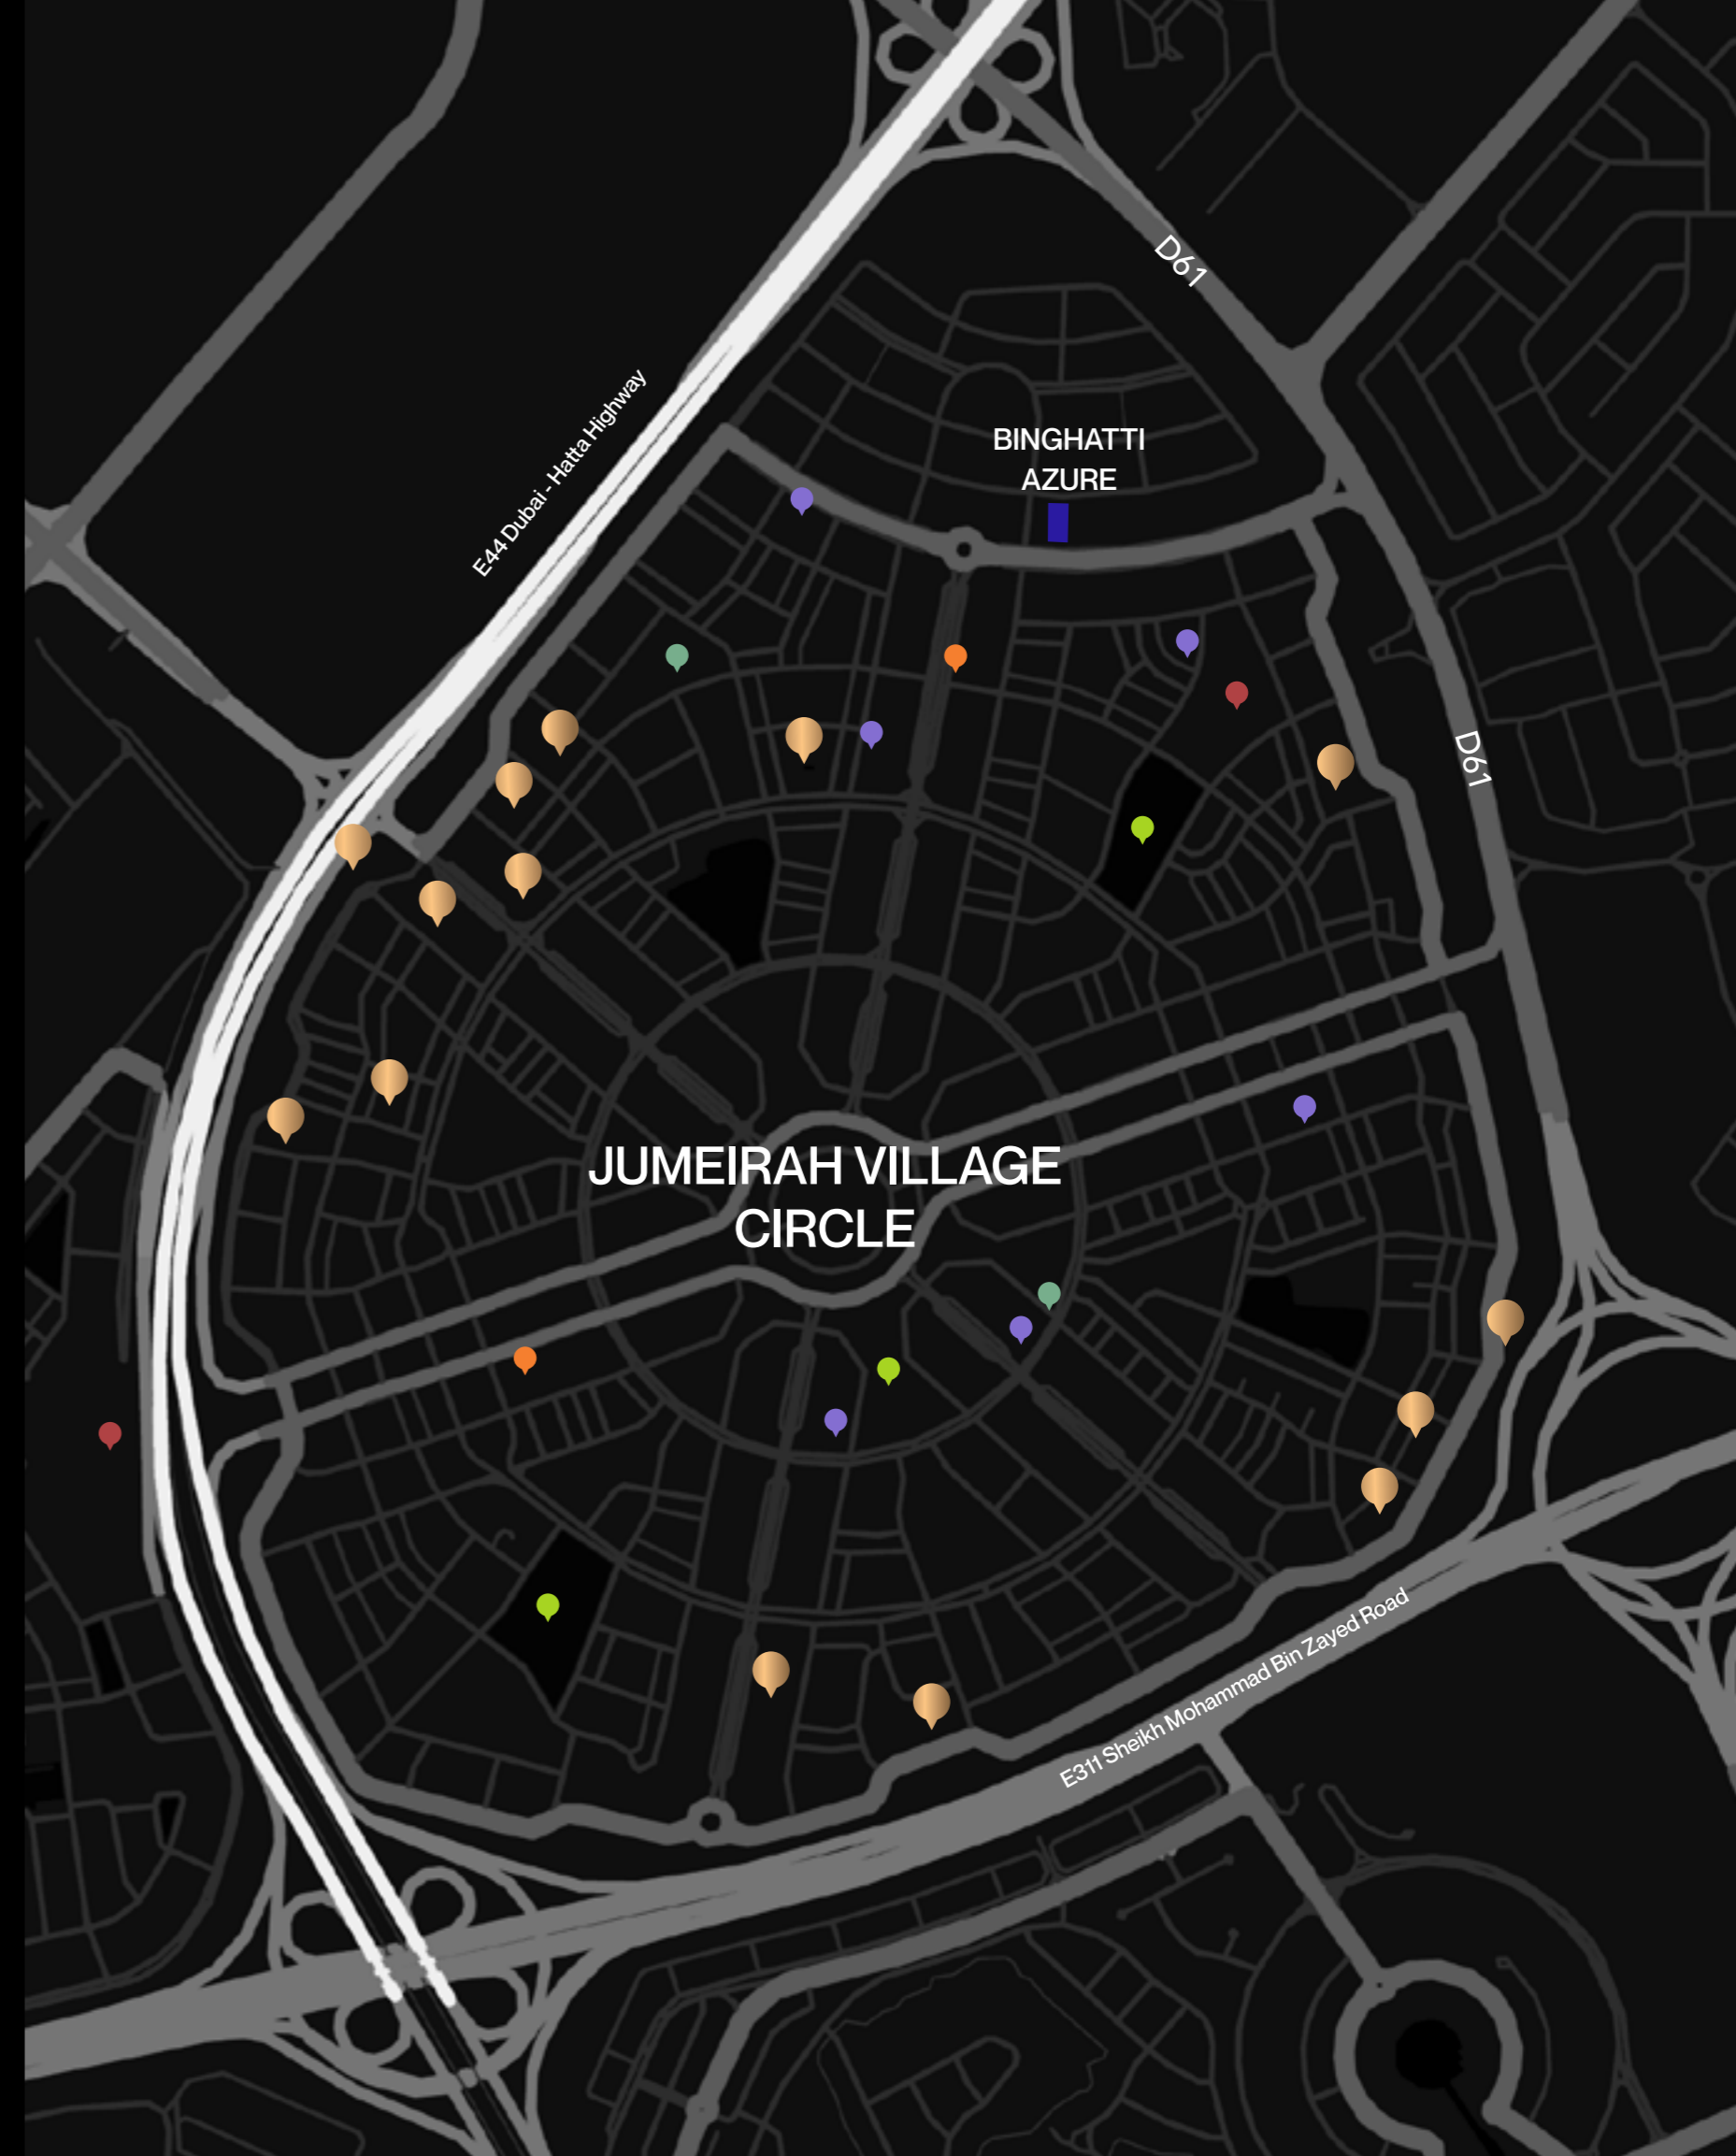 D61
E44 Dubai - Hatta Highway
BINGHATTI
AZURE
D61
JUMEIRAH VILLAGE
CIRCLE
E311 Sheikh Mohammad Bin Zayed Road